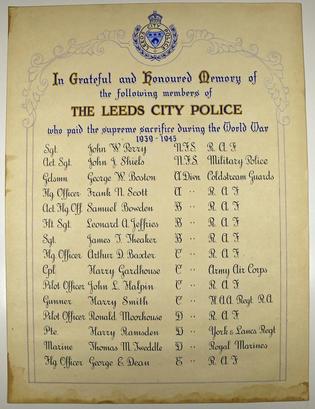 LEEDS CITY POLICE
In Grateful and Honoured Memory of
the following members of
THE LEEDS CITY POLICE
who paid the supreme sacrifice during the World War
1939-1945
Sgt. John W Perry N.F.S R A F
Act Sgt. John J. Shiels N.F.S Military Police
Gdsmn George W. Boston A Divn Coldstream Guards
Flg Officer Frank N. Scott A " R A F
Act Flg Off Samuel Bowden B " R A F
Flt Sgt Leonard A Jeffries B " R A F
Sgt. James T. Theaker B " R A F
Flg Officer Arthur D. Baxter C " R A F
Cpl Harry Gardhouse C " Army Air Corps
Pilot Officer John L. Halpin C " R A F
Gunner Harry Smith C " H A A Regt R.A.
Pilot Officer Ronald Moorhouse D " R A F
Pte. Harry Ramsden D " York & Lancs Regt
Marine Thomas M. Tweddle D " Royal Marines
Flg Officer George E. Dean E " R A F